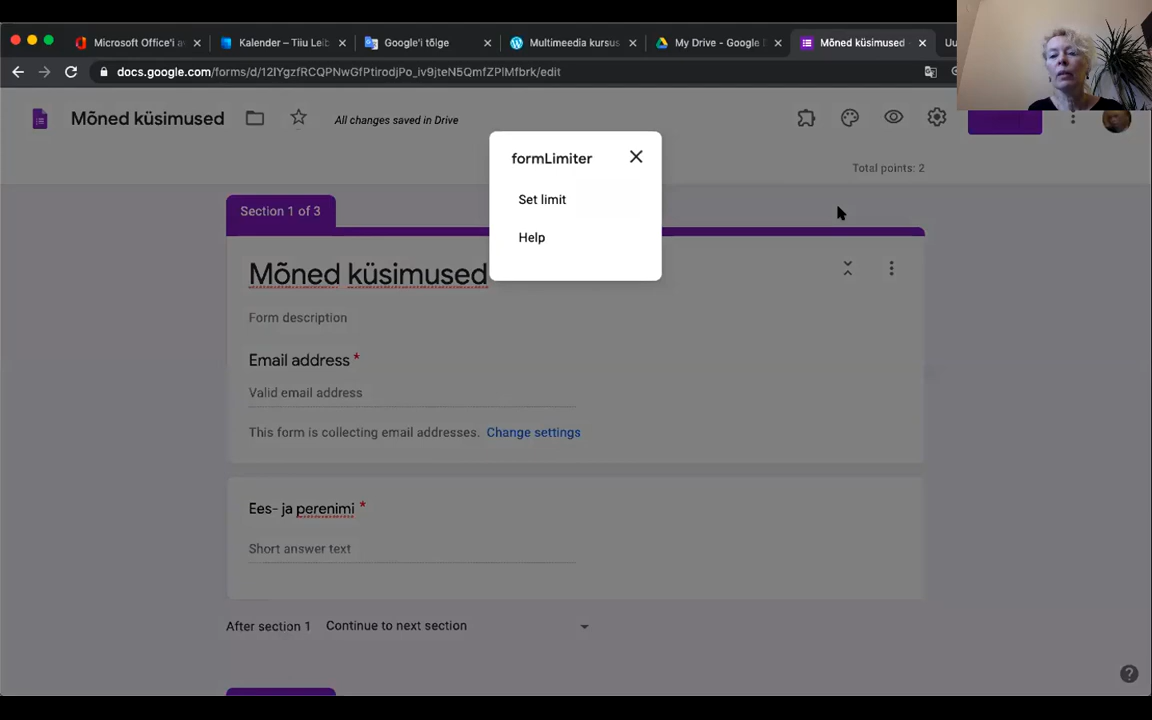 Microsoft Office'i a
Kalender – Tiiu Leib
Google'i tõlge
Multimeedia kursus
My Drive - Google
Mõned küsimused
docs.google.com/forms/d/12IYgzfRCQPNwGfPtirodjPo_iv9jteN5QmfZPlMfbrk/edit
Mõned küsimused
All changes saved in Drive
Total points: 2
formLimiter
Set limit
Help
Section 1 of 3
Mõned küsimused
Form description
Email address *
Valid email address
This form is collecting email addresses. Change settings
Ees- ja perenimi *
Short answer text
After section 1 Continue to next section